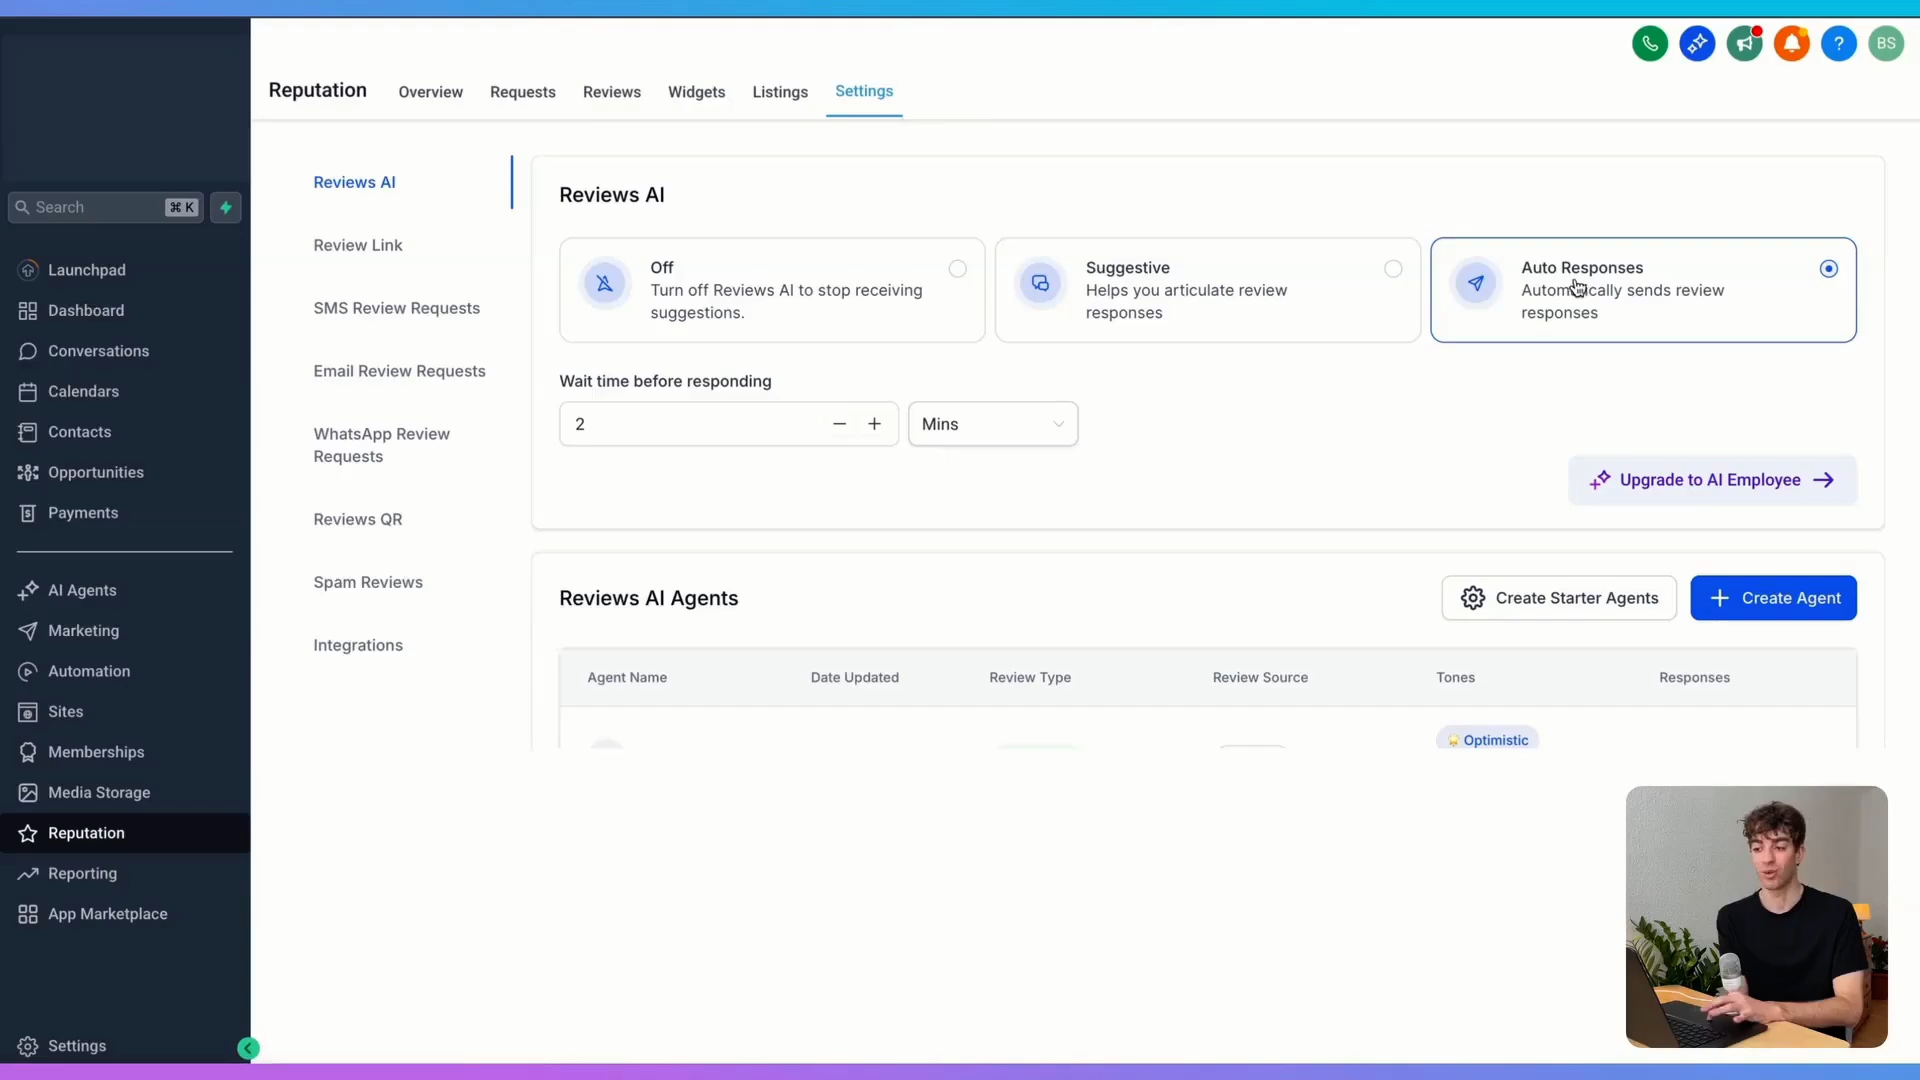 BS
Reputation
Overview
Requests
Reviews
Widgets
Listings
Settings
Search
⌘ K
Launchpad
Dashboard
Conversations
Calendars
Contacts
Opportunities
Payments
AI Agents
Marketing
Automation
Sites
Memberships
Media Storage
Reputation
Reporting
App Marketplace
Settings
Reviews AI
Review Link
SMS Review Requests
Email Review Requests
WhatsApp Review
Requests
Reviews QR
Spam Reviews
Integrations
Reviews AI
Off
Turn off Reviews AI to stop receiving
suggestions.
Suggestive
Helps you articulate review
responses
Auto Responses
Automatically sends review
responses
Wait time before responding
2
Mins
Upgrade to AI Employee
Reviews AI Agents
Create Starter Agents
Create Agent
Agent Name
Date Updated
Review Type
Review Source
Tones
Responses
Optimistic